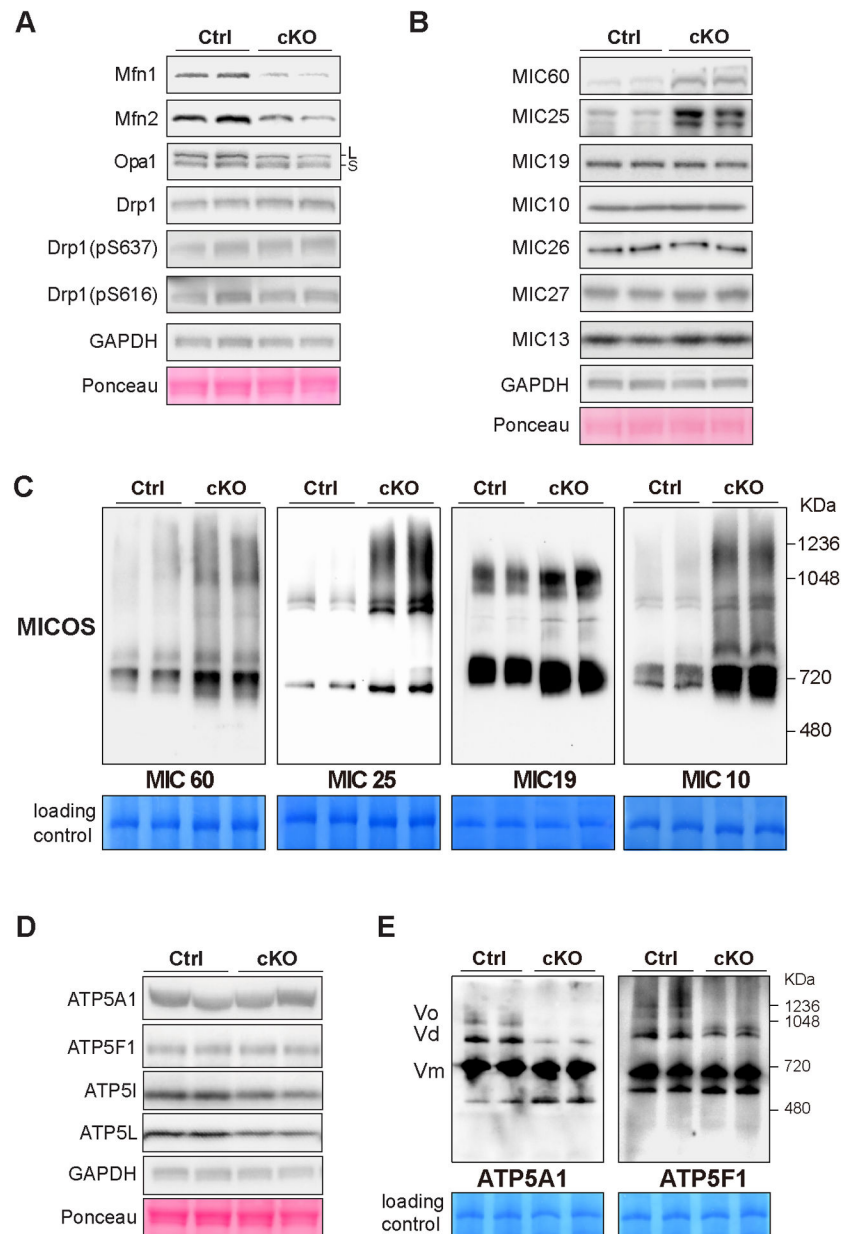 A
Ctrl cKO
Mfn1
Mfn2
Opa1
L
S
Drp1
Drp1(pS637)
Drp1(pS616)
GAPDH
Ponceau
B
Ctrl cKO
MIC60
MIC25
MIC19
MIC10
MIC26
MIC27
MIC13
GAPDH
Ponceau
C
Ctrl cKO Ctrl cKO Ctrl cKO Ctrl cKO
KDa
1236
1048
720
480
MICOS
MIC 60 MIC 25 MIC19 MIC 10
loading
control
D
Ctrl cKO
ATP5A1
ATP5F1
ATP5I
ATP5L
GAPDH
Ponceau
E
Ctrl cKO Ctrl cKO
KDa
Vo
Vd
Vm
1236
1048
720
480
ATP5A1 ATP5F1
loading
control